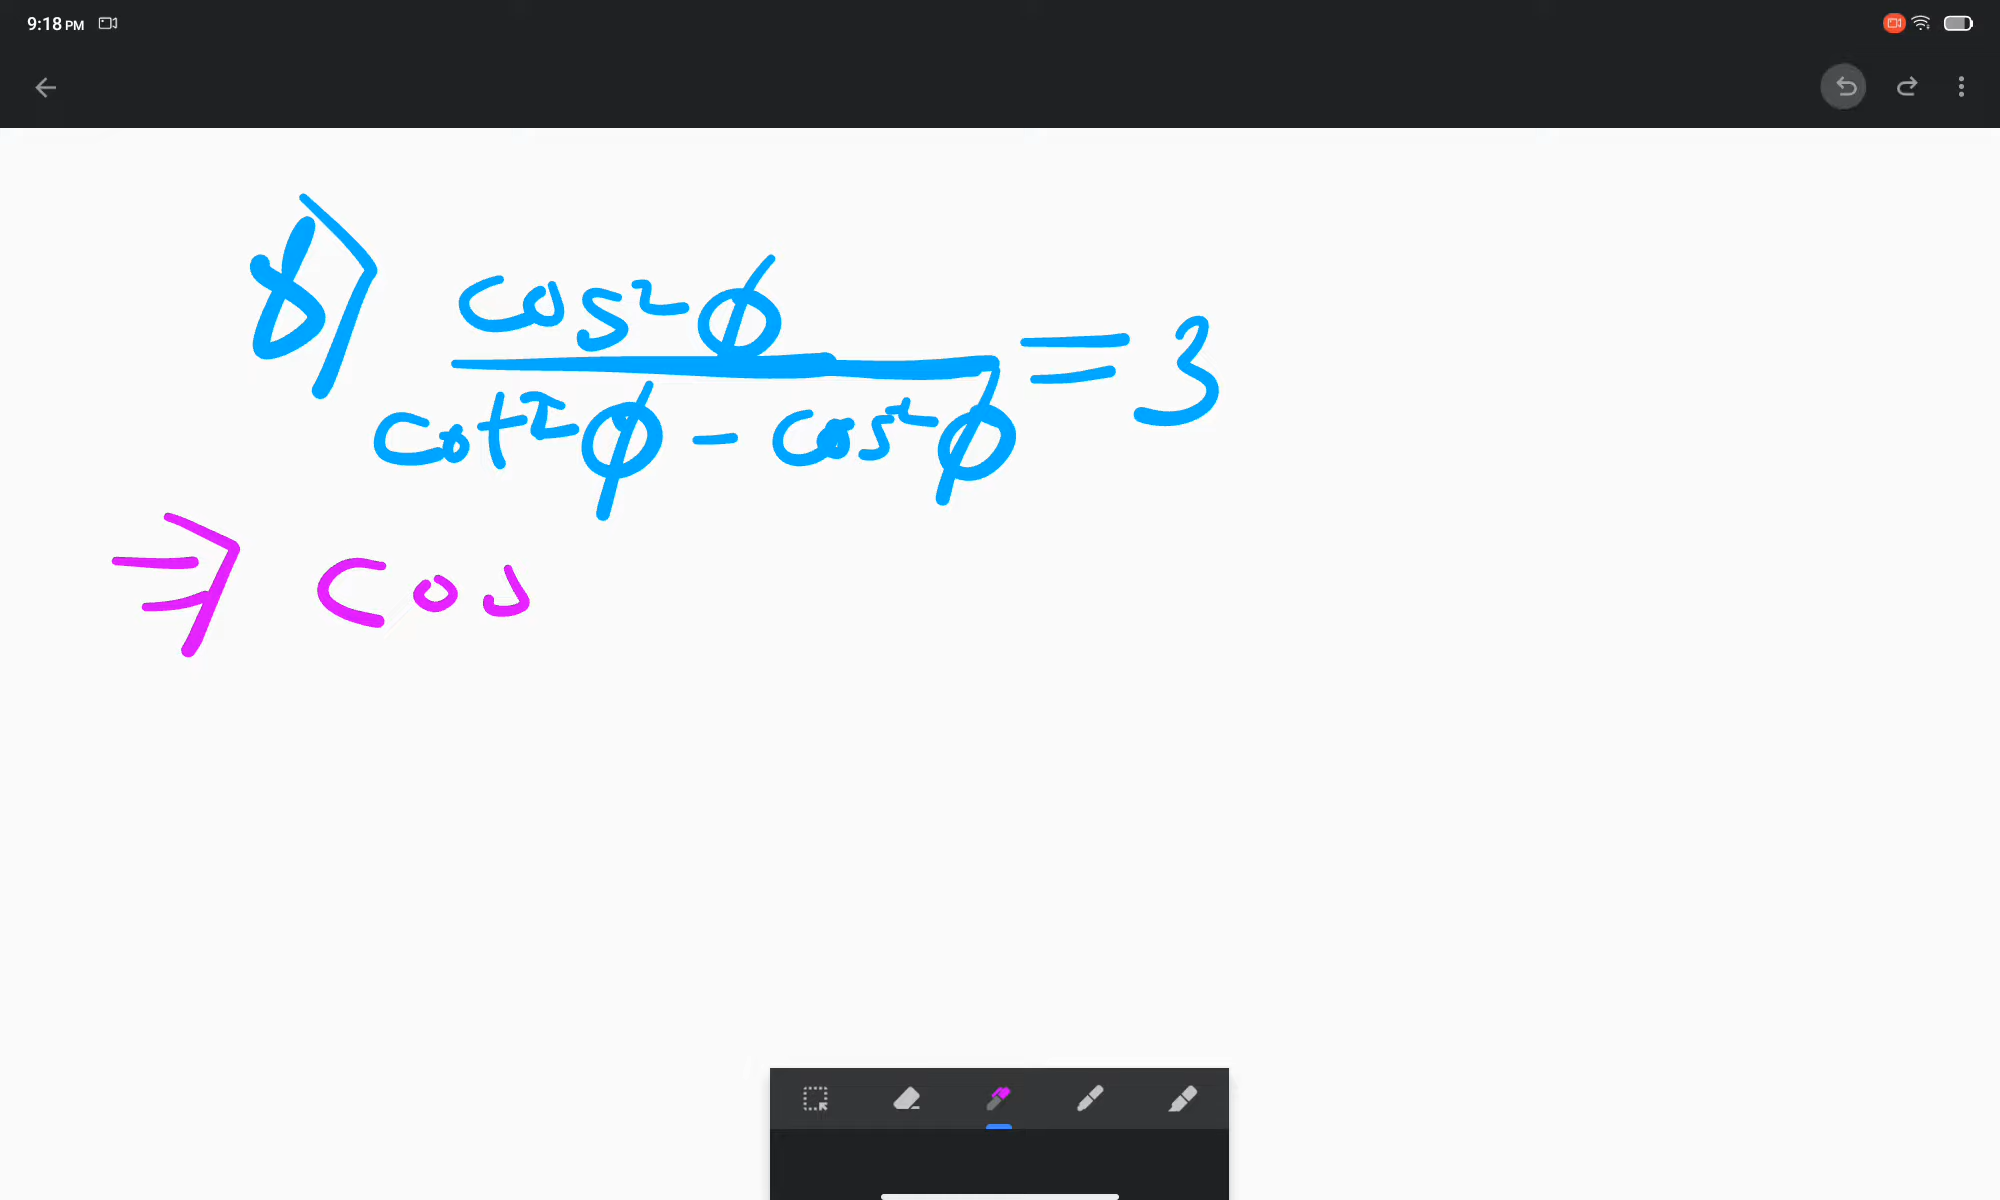 9:18 PM
8) cos²ϕ / cot²ϕ - cos²ϕ = 3
⇒ cos